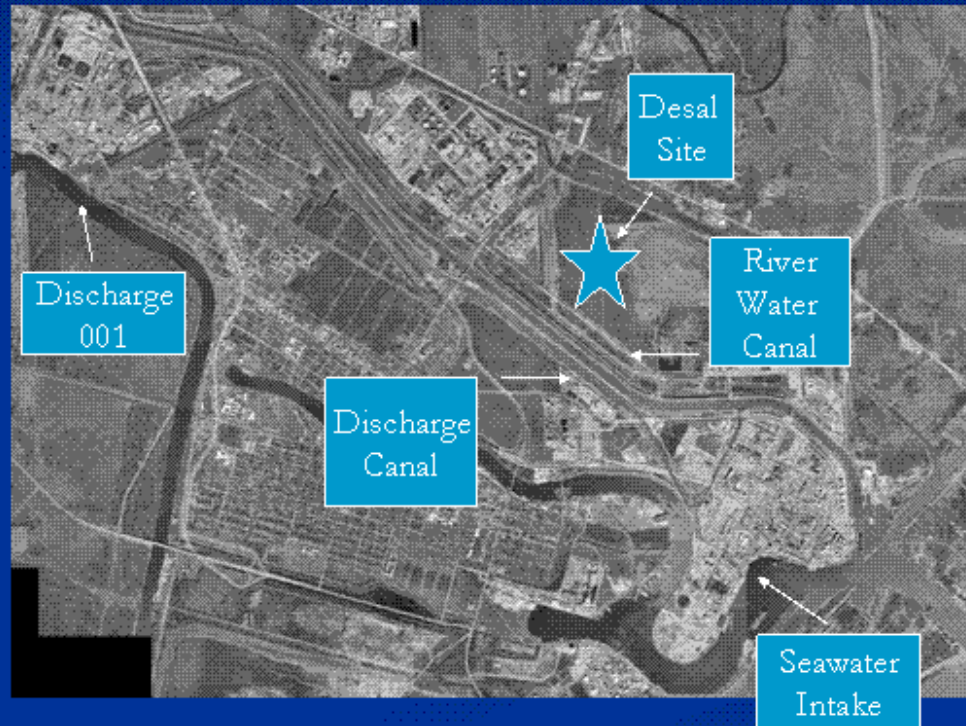 Desal
Site
River
Water
Canal
Discharge
001
Discharge
Canal
Seawater
Intake